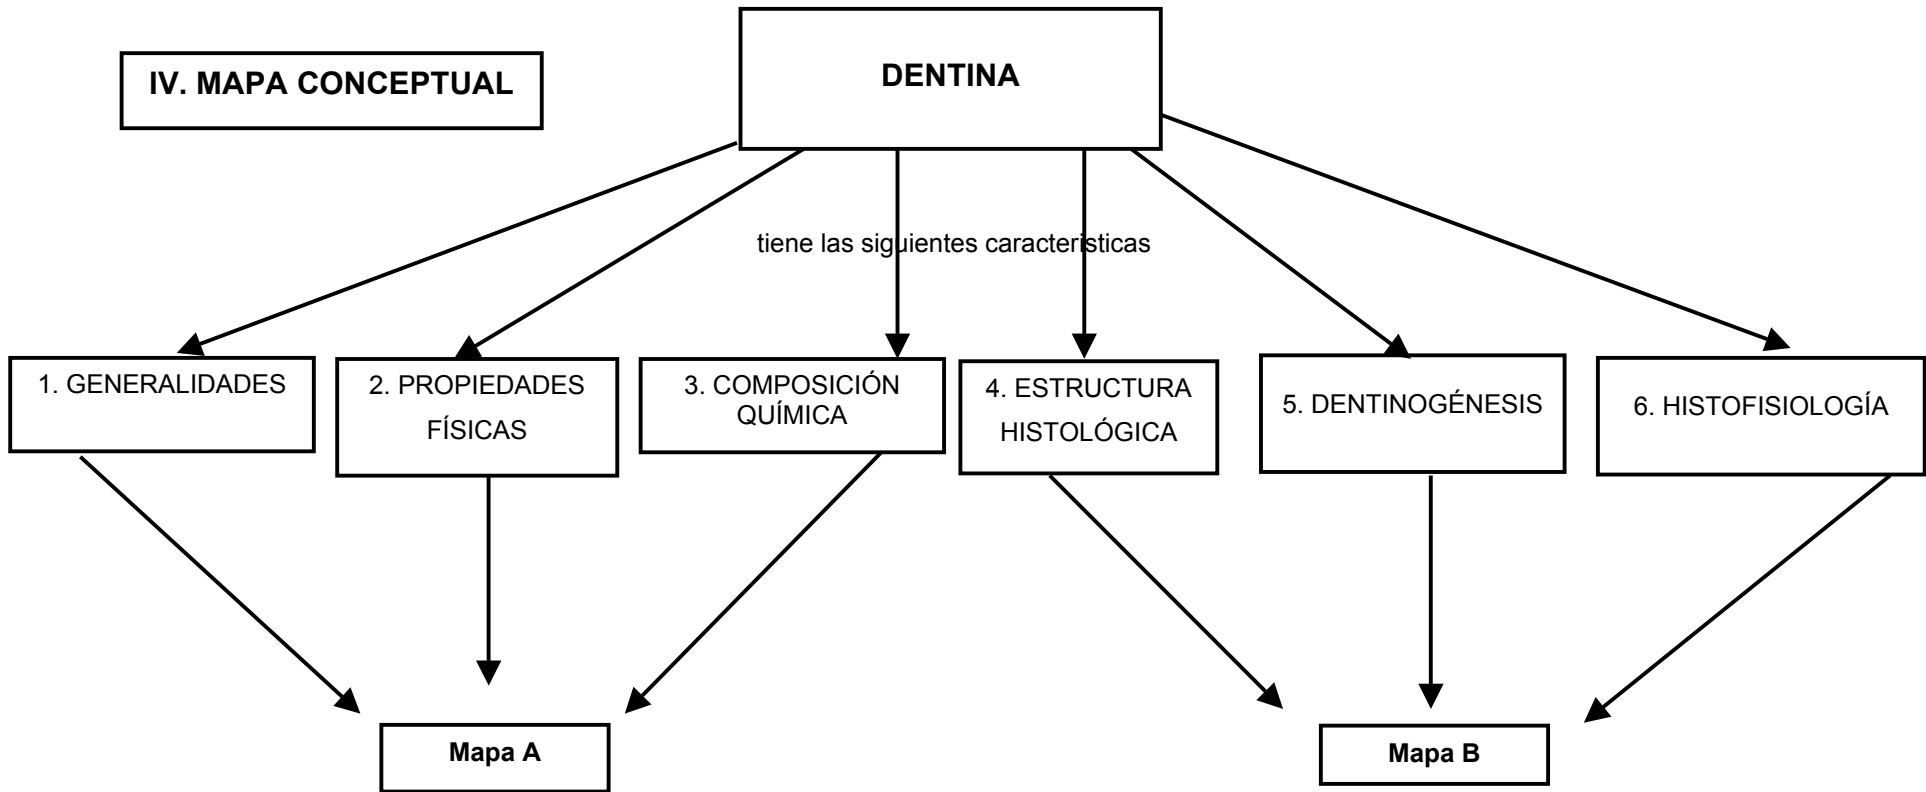 IV. MAPA CONCEPTUAL
DENTINA
tiene las siguientes características
1. GENERALIDADES
2. PROPIEDADES
FÍSICAS
3. COMPOSICIÓN
QUÍMICA
4. ESTRUCTURA
HISTOLÓGICA
5. DENTINOGÉNESIS
6. HISTOFISIOLOGÍA
Mapa A
Mapa B